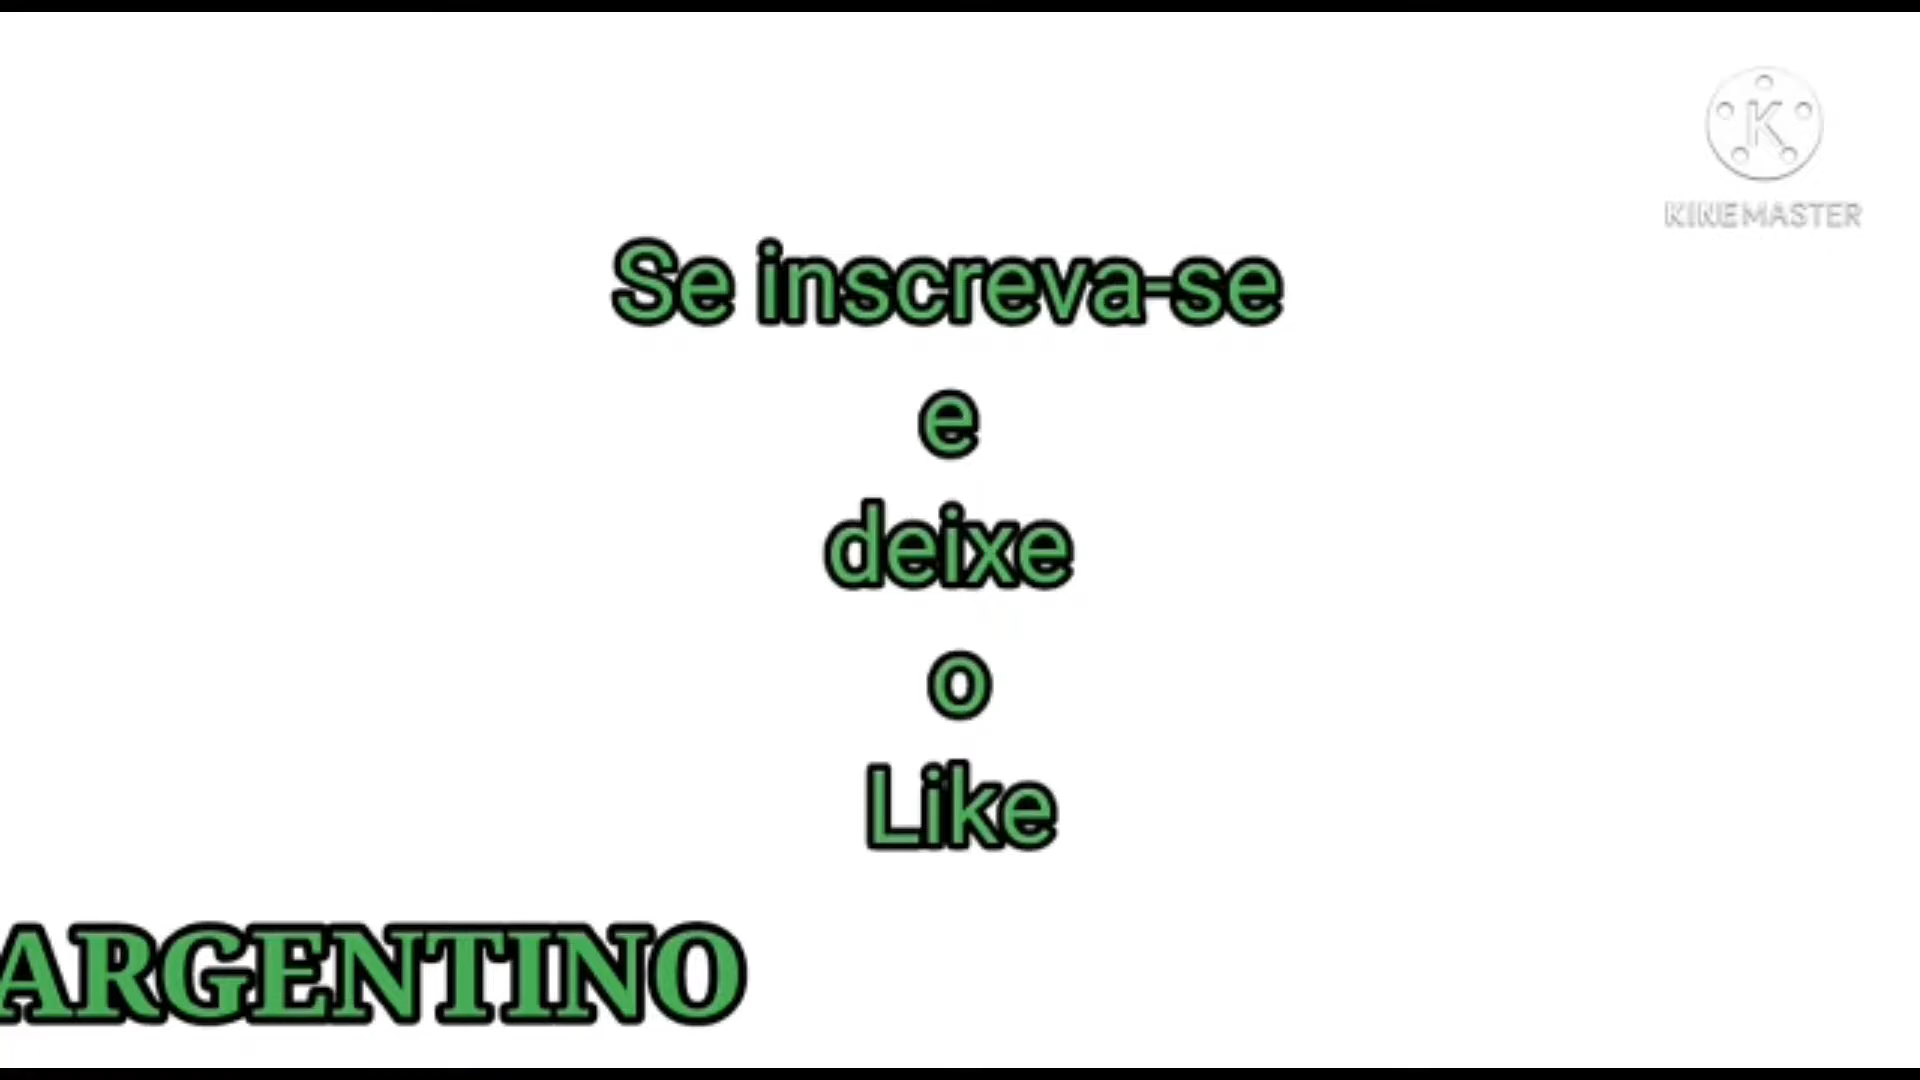 KINEMASTER
Se inscreva-se
e
deixe
o
Like
ARGENTINO